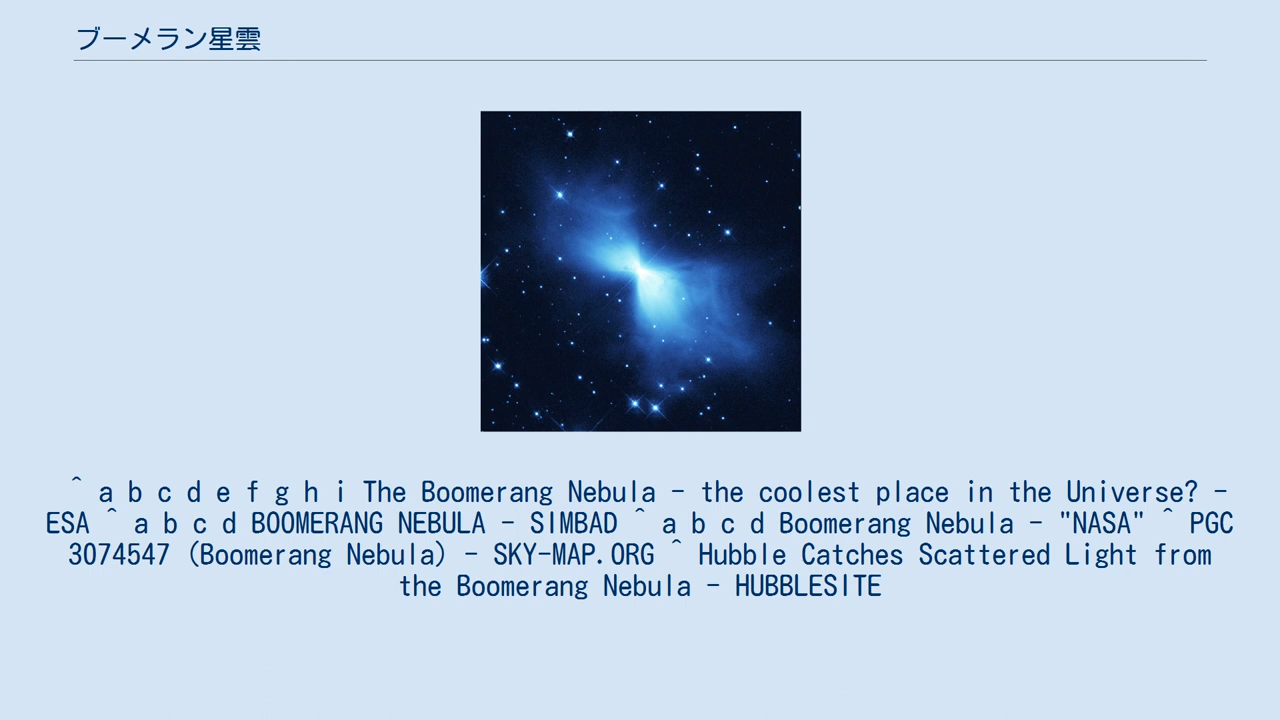 ブーメラン星雲
^ a b c d e f g h i The Boomerang Nebula - the coolest place in the Universe? -
ESA ^ a b c d BOOMERANG NEBULA - SIMBAD ^ a b c d Boomerang Nebula - "NASA" ^ PGC
3074547 (Boomerang Nebula) - SKY-MAP.ORG ^ Hubble Catches Scattered Light from
the Boomerang Nebula - HUBBLESITE